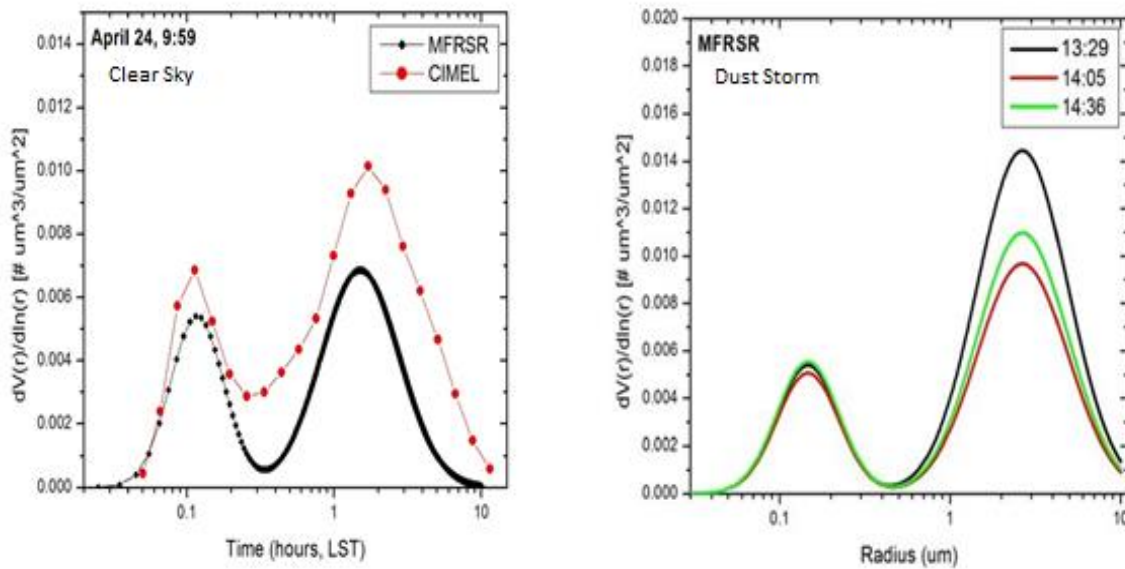 April 24, 9:59
Clear Sky
MFRSR
CIMEL
dV(r)/dln(r) [# um^3/um^2]
0.014
0.012
0.010
0.008
0.006
0.004
0.002
0.000
0.1
1
10
Time (hours, LST)
MFRSR
Dust Storm
13:29
14:05
14:36
dV(r)/dln(r) [# um^3/um^2]
0.020
0.018
0.016
0.014
0.012
0.010
0.008
0.006
0.004
0.002
0.000
0.1
1
10
Radius (um)